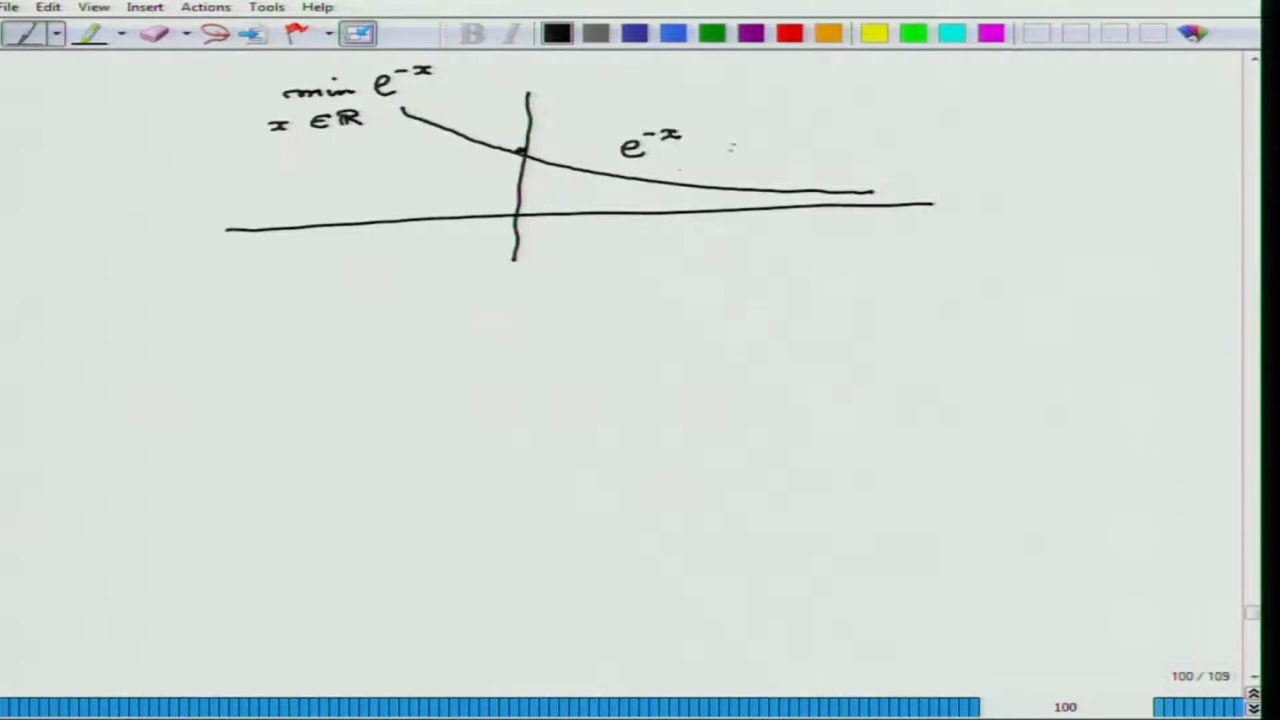 File Edit View Insert Actions Tools Help
B I
min e^{-x}
x ∈ ℝ
e^{-x}
100 / 109
100